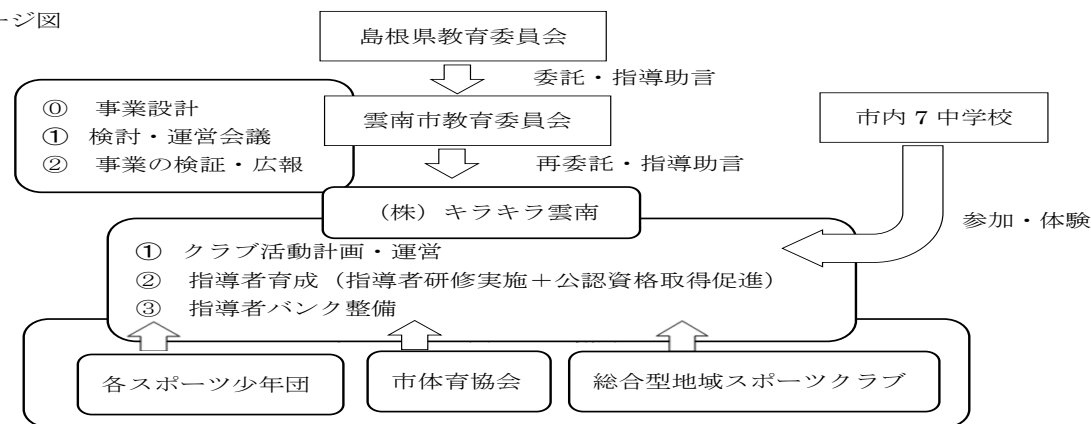 ージ図
島根県教育委員会
委託・指導助言
⓪ 事業設計
① 検討・運営会議
② 事業の検証・広報
雲南市教育委員会
市内 7 中学校
再委託・指導助言
(株)キラキラ雲南
参加・体験
① クラブ活動計画・運営
② 指導者育成（指導者研修実施＋公認資格取得促進）
③ 指導者バンク整備
各スポーツ少年団
市体育協会
総合型地域スポーツクラブ